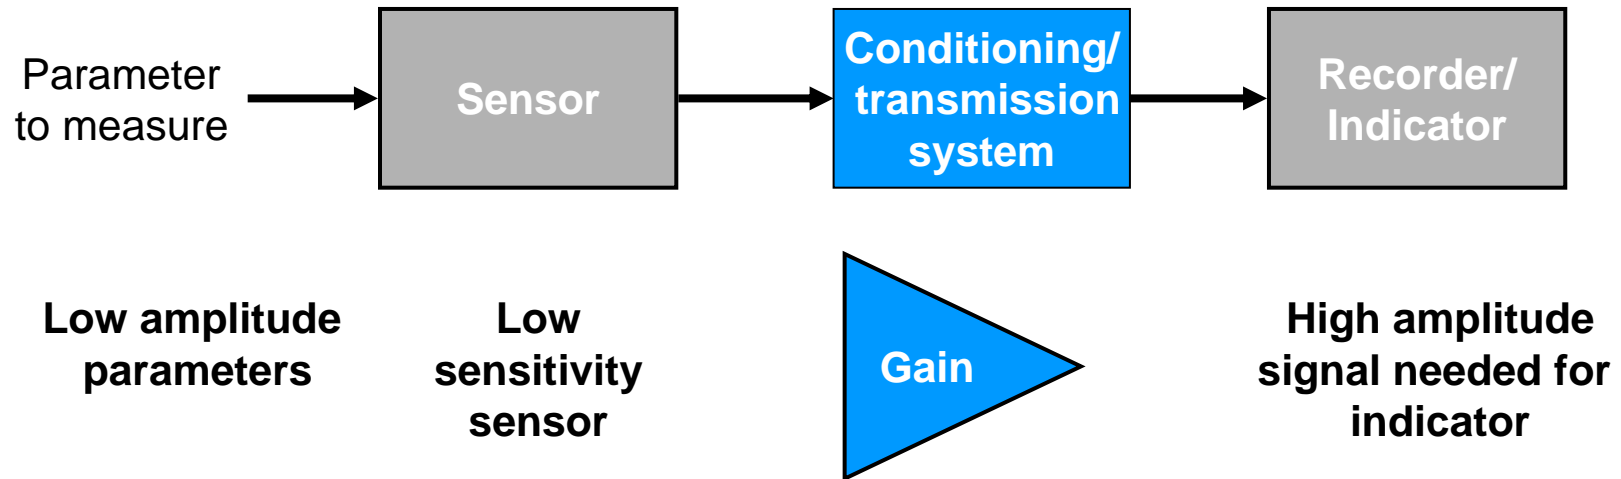 Parameter
to measure
Sensor
Conditioning/
transmission
system
Recorder/
Indicator
Low amplitude
parameters
Low
sensitivity
sensor
Gain
High amplitude
signal needed for
indicator